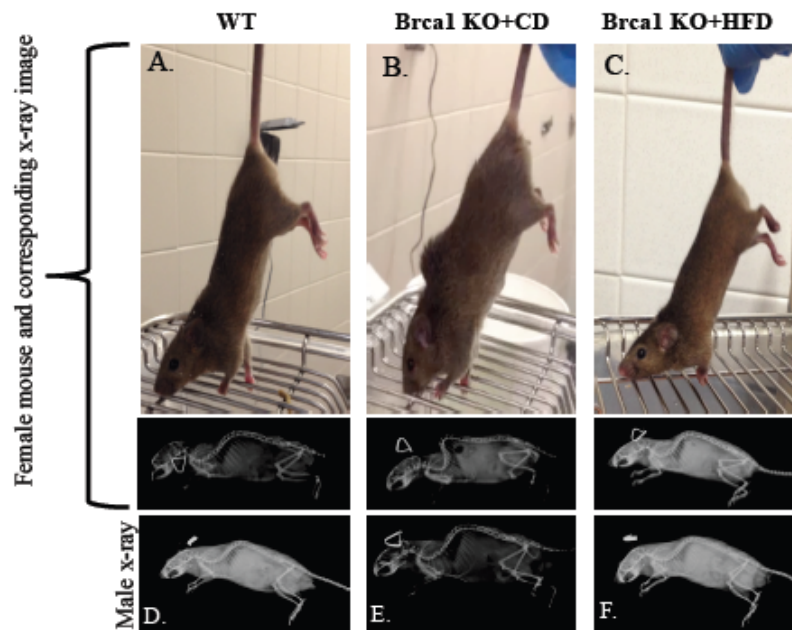 WT
Brca1 KO+CD
Brca1 KO+HFD
Female mouse and corresponding x-ray image
A.
B.
C.
Male x-ray
D.
E.
F.